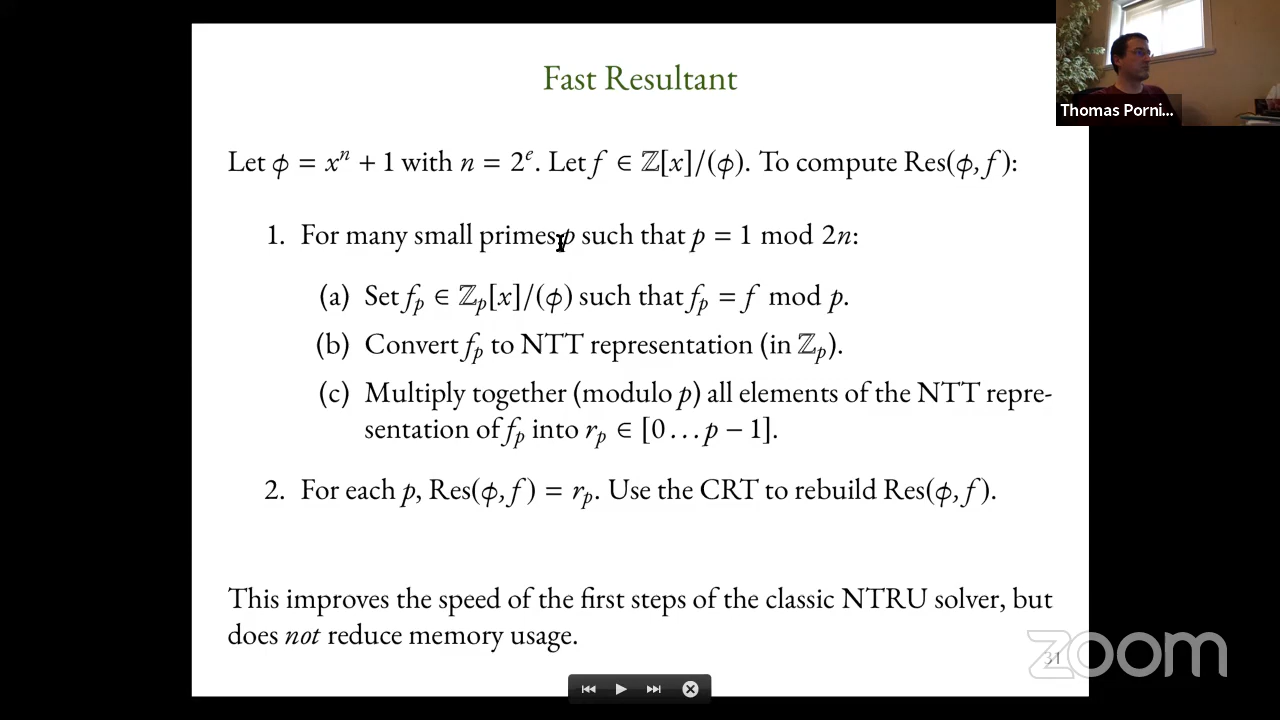 Fast Resultant
Thomas Porni...
Let ϕ = xⁿ + 1 with n = 2ᵉ. Let f ∈ ℤ[x]/(ϕ). To compute Res(ϕ, f):
1. For many small primes p such that p = 1 mod 2n:
(a) Set fₚ ∈ ℤₚ[x]/(ϕ) such that fₚ = f mod p.
(b) Convert fₚ to NTT representation (in ℤₚ).
(c) Multiply together (modulo p) all elements of the NTT repre-
sentation of fₚ into rₚ ∈ [0 … p − 1].
2. For each p, Res(ϕ, f) = rₚ. Use the CRT to rebuild Res(ϕ, f).
This improves the speed of the first steps of the classic NTRU solver, but
does not reduce memory usage.
zoom
31